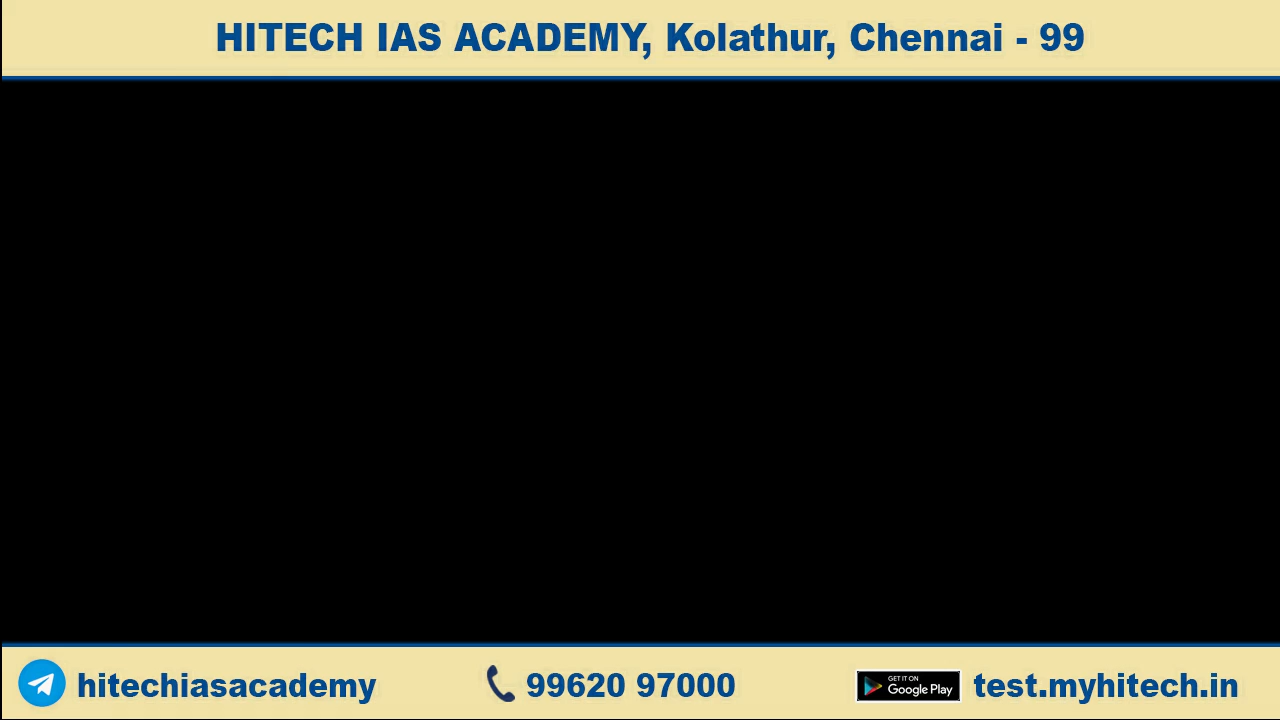 HITECH IAS ACADEMY, Kolathur, Chennai - 99
hitechiasacademy
99620 97000
GET IT ON
Google Play
test.myhitech.in